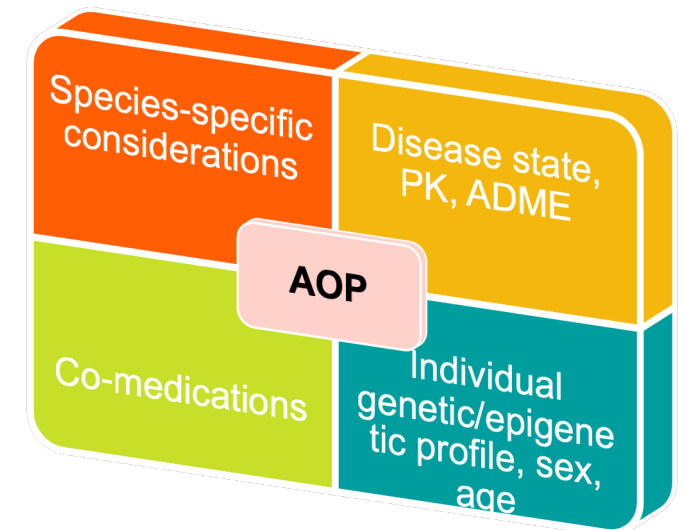 Species-specific
considerations
Disease state,
PK, ADME
AOP
Co-medications
Individual
genetic/epigene
tic profile, sex,
age